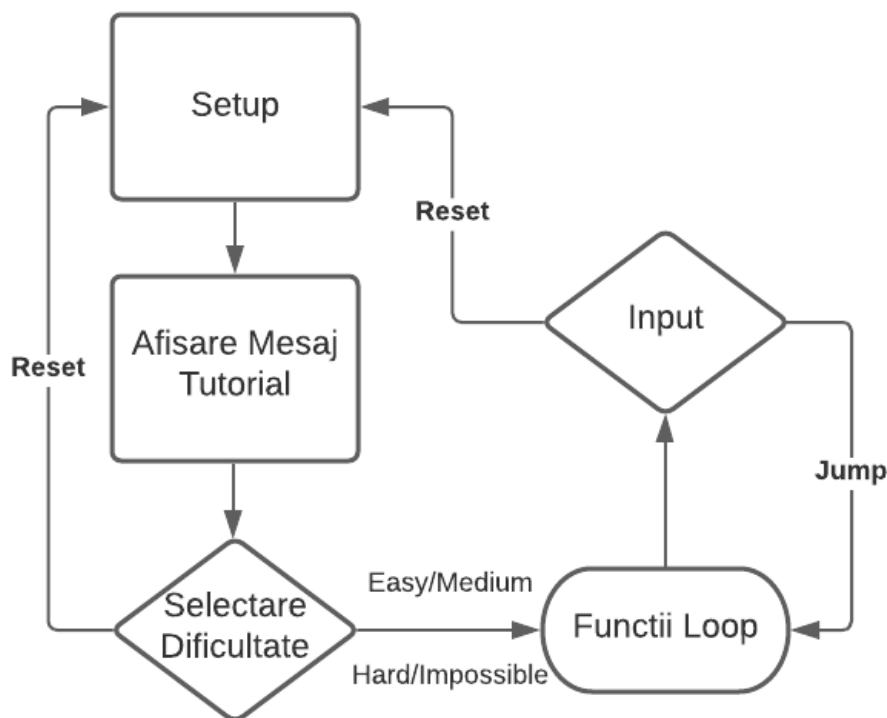 Setup
Reset
Input
Afisare Mesaj
Tutorial
Reset
Jump
Easy/Medium
Selectare
Dificultate
Functii Loop
Hard/Impossible